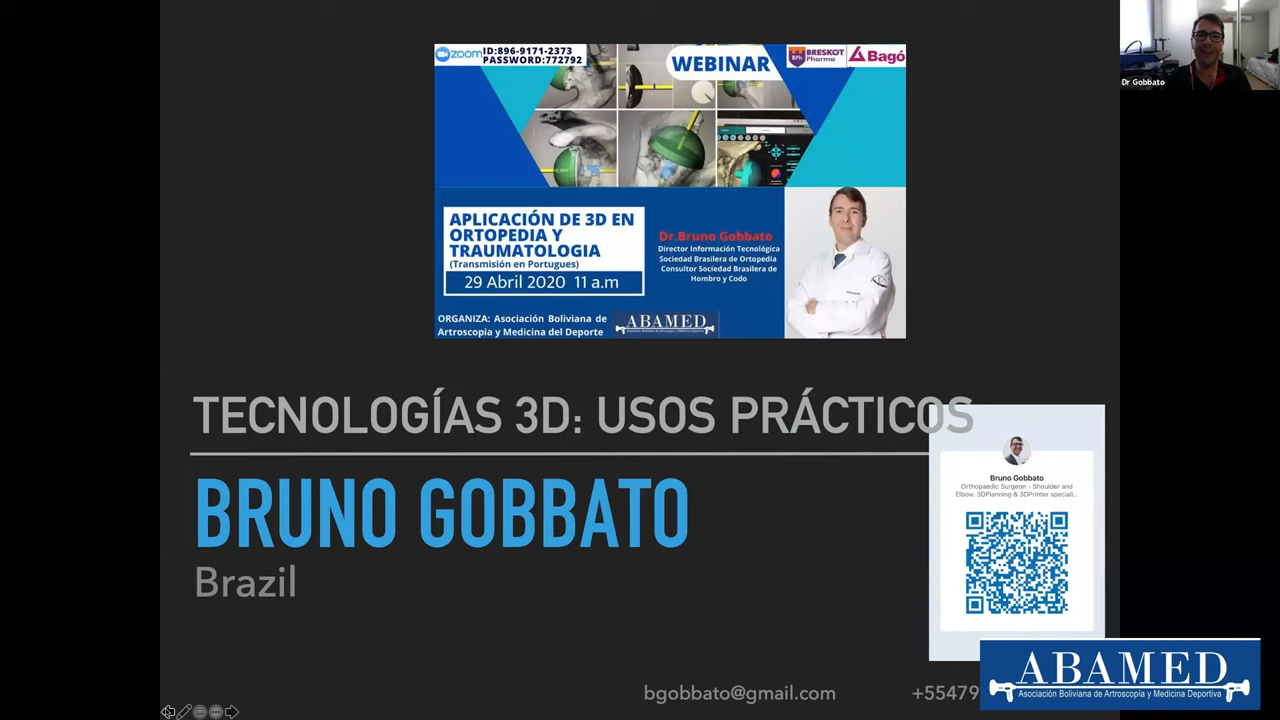 zoom
ID:896-9171-2373
PASSWORD:772792
WEBINAR
BRESKOT
Pharma
BPh
Bagó
APLICACIÓN DE 3D EN
ORTOPEDIA Y
TRAUMATOLOGIA
(Transmisión en Portugues)
29 Abril 2020 11 a.m
Dr.Bruno Gobbato
Director Información Tecnológica
Sociedad Brasilera de Ortopedia
Consultor Sociedad Brasilera de
Hombro y Codo
ORGANIZA: Asociación Boliviana de
Artroscopia y Medicina del Deporte
ABAMED
Dr Gobbato
TECNOLOGÍAS 3D: USOS PRÁCTICOS
BRUNO GOBBATO
Brazil
Bruno Gobbato
Orthopaedic Surgeon - Shoulder and
Elbow. 3DPlanning & 3DPrinter speciali...
bgobbato@gmail.com
+55479
ABAMED
Asociación Boliviana de Artroscopía y Medicina Deportiva